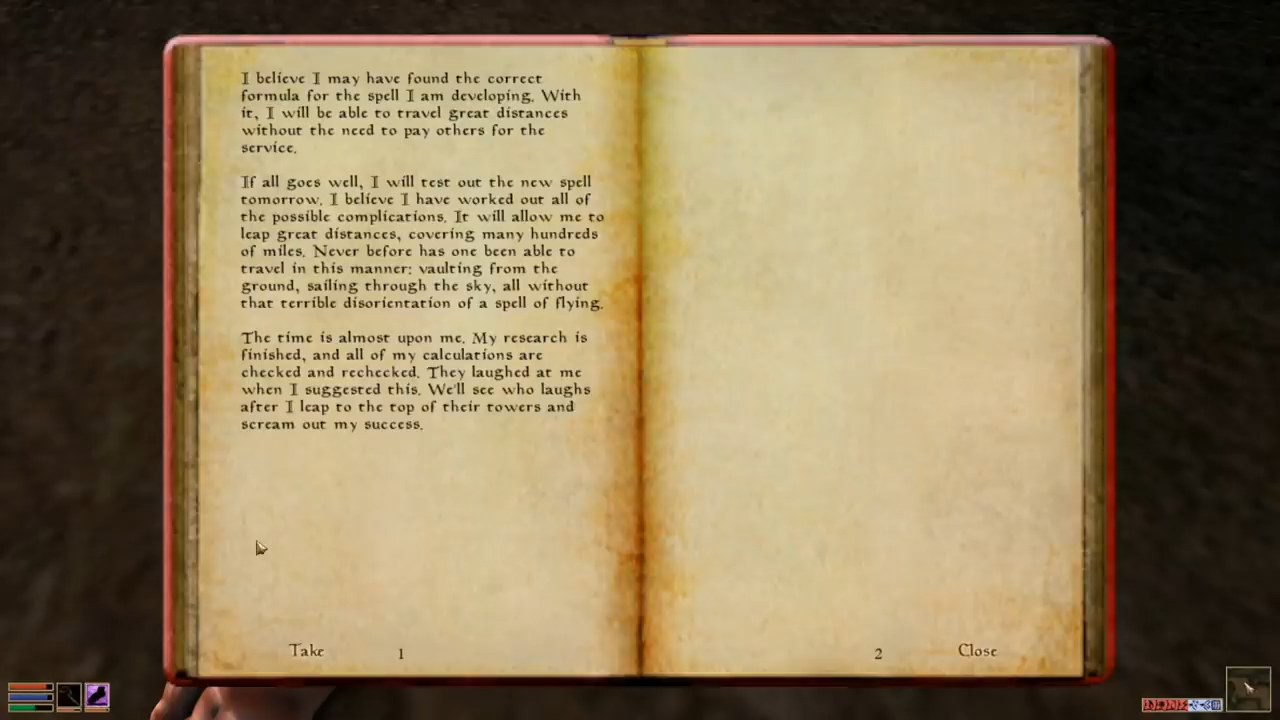 I believe I may have found the correct
formula for the spell I am developing. With
it, I will be able to travel great distances
without the need to pay others for the
service.
If all goes well, I will test out the new spell
tomorrow. I believe I have worked out all of
the possible complications. It will allow me to
leap great distances, covering many hundreds
of miles. Never before has one been able to
travel in this manner: vaulting from the
ground, sailing through the sky, all without
that terrible disorientation of a spell of flying.
The time is almost upon me. My research is
finished, and all of my calculations are
checked and rechecked. They laughed at me
when I suggested this. We'll see who laughs
after I leap to the top of their towers and
scream out my success.
Take 1 2 Close